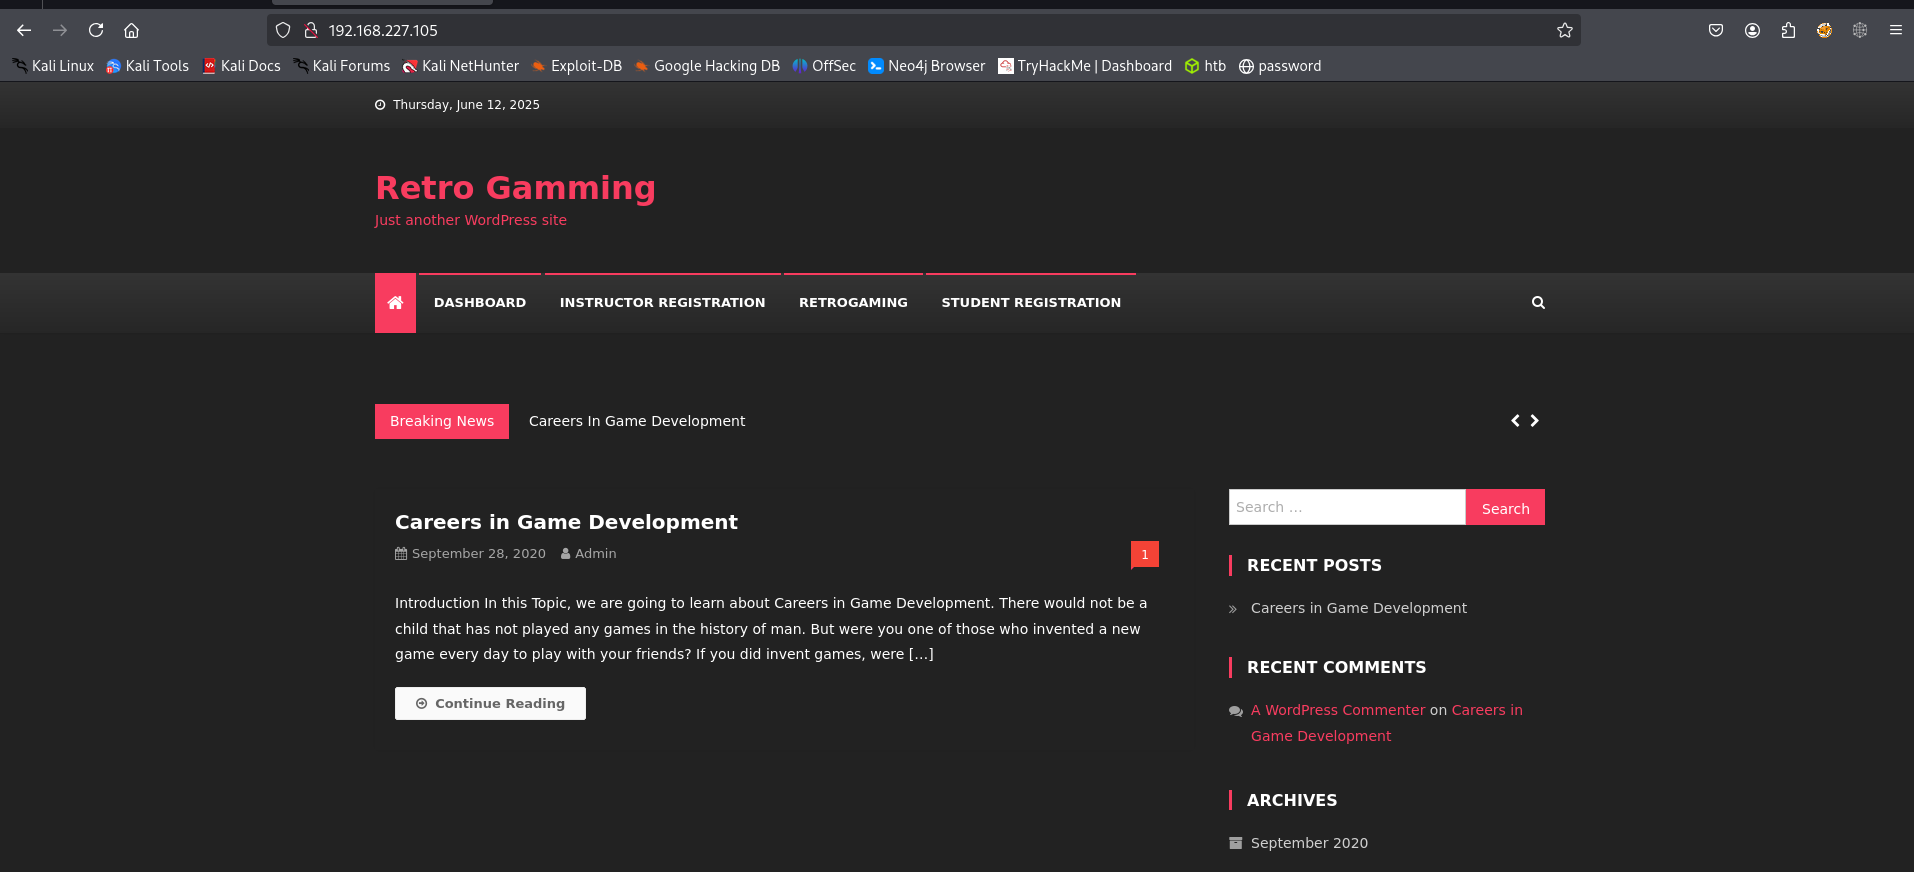 192.168.227.105
Kali Linux Kali Tools Kali Docs Kali Forums Kali NetHunter Exploit-DB Google Hacking DB OffSec Neo4j Browser TryHackMe | Dashboard htb password
Thursday, June 12, 2025
Retro Gamming
Just another WordPress site
DASHBOARD INSTRUCTOR REGISTRATION RETROGAMING STUDENT REGISTRATION
Breaking News Careers In Game Development
Careers in Game Development
September 28, 2020 Admin
1
Introduction In this Topic, we are going to learn about Careers in Game Development. There would not be a
child that has not played any games in the history of man. But were you one of those who invented a new
game every day to play with your friends? If you did invent games, were […]
Continue Reading
Search … Search
RECENT POSTS
Careers in Game Development
RECENT COMMENTS
A WordPress Commenter on Careers in
Game Development
ARCHIVES
September 2020